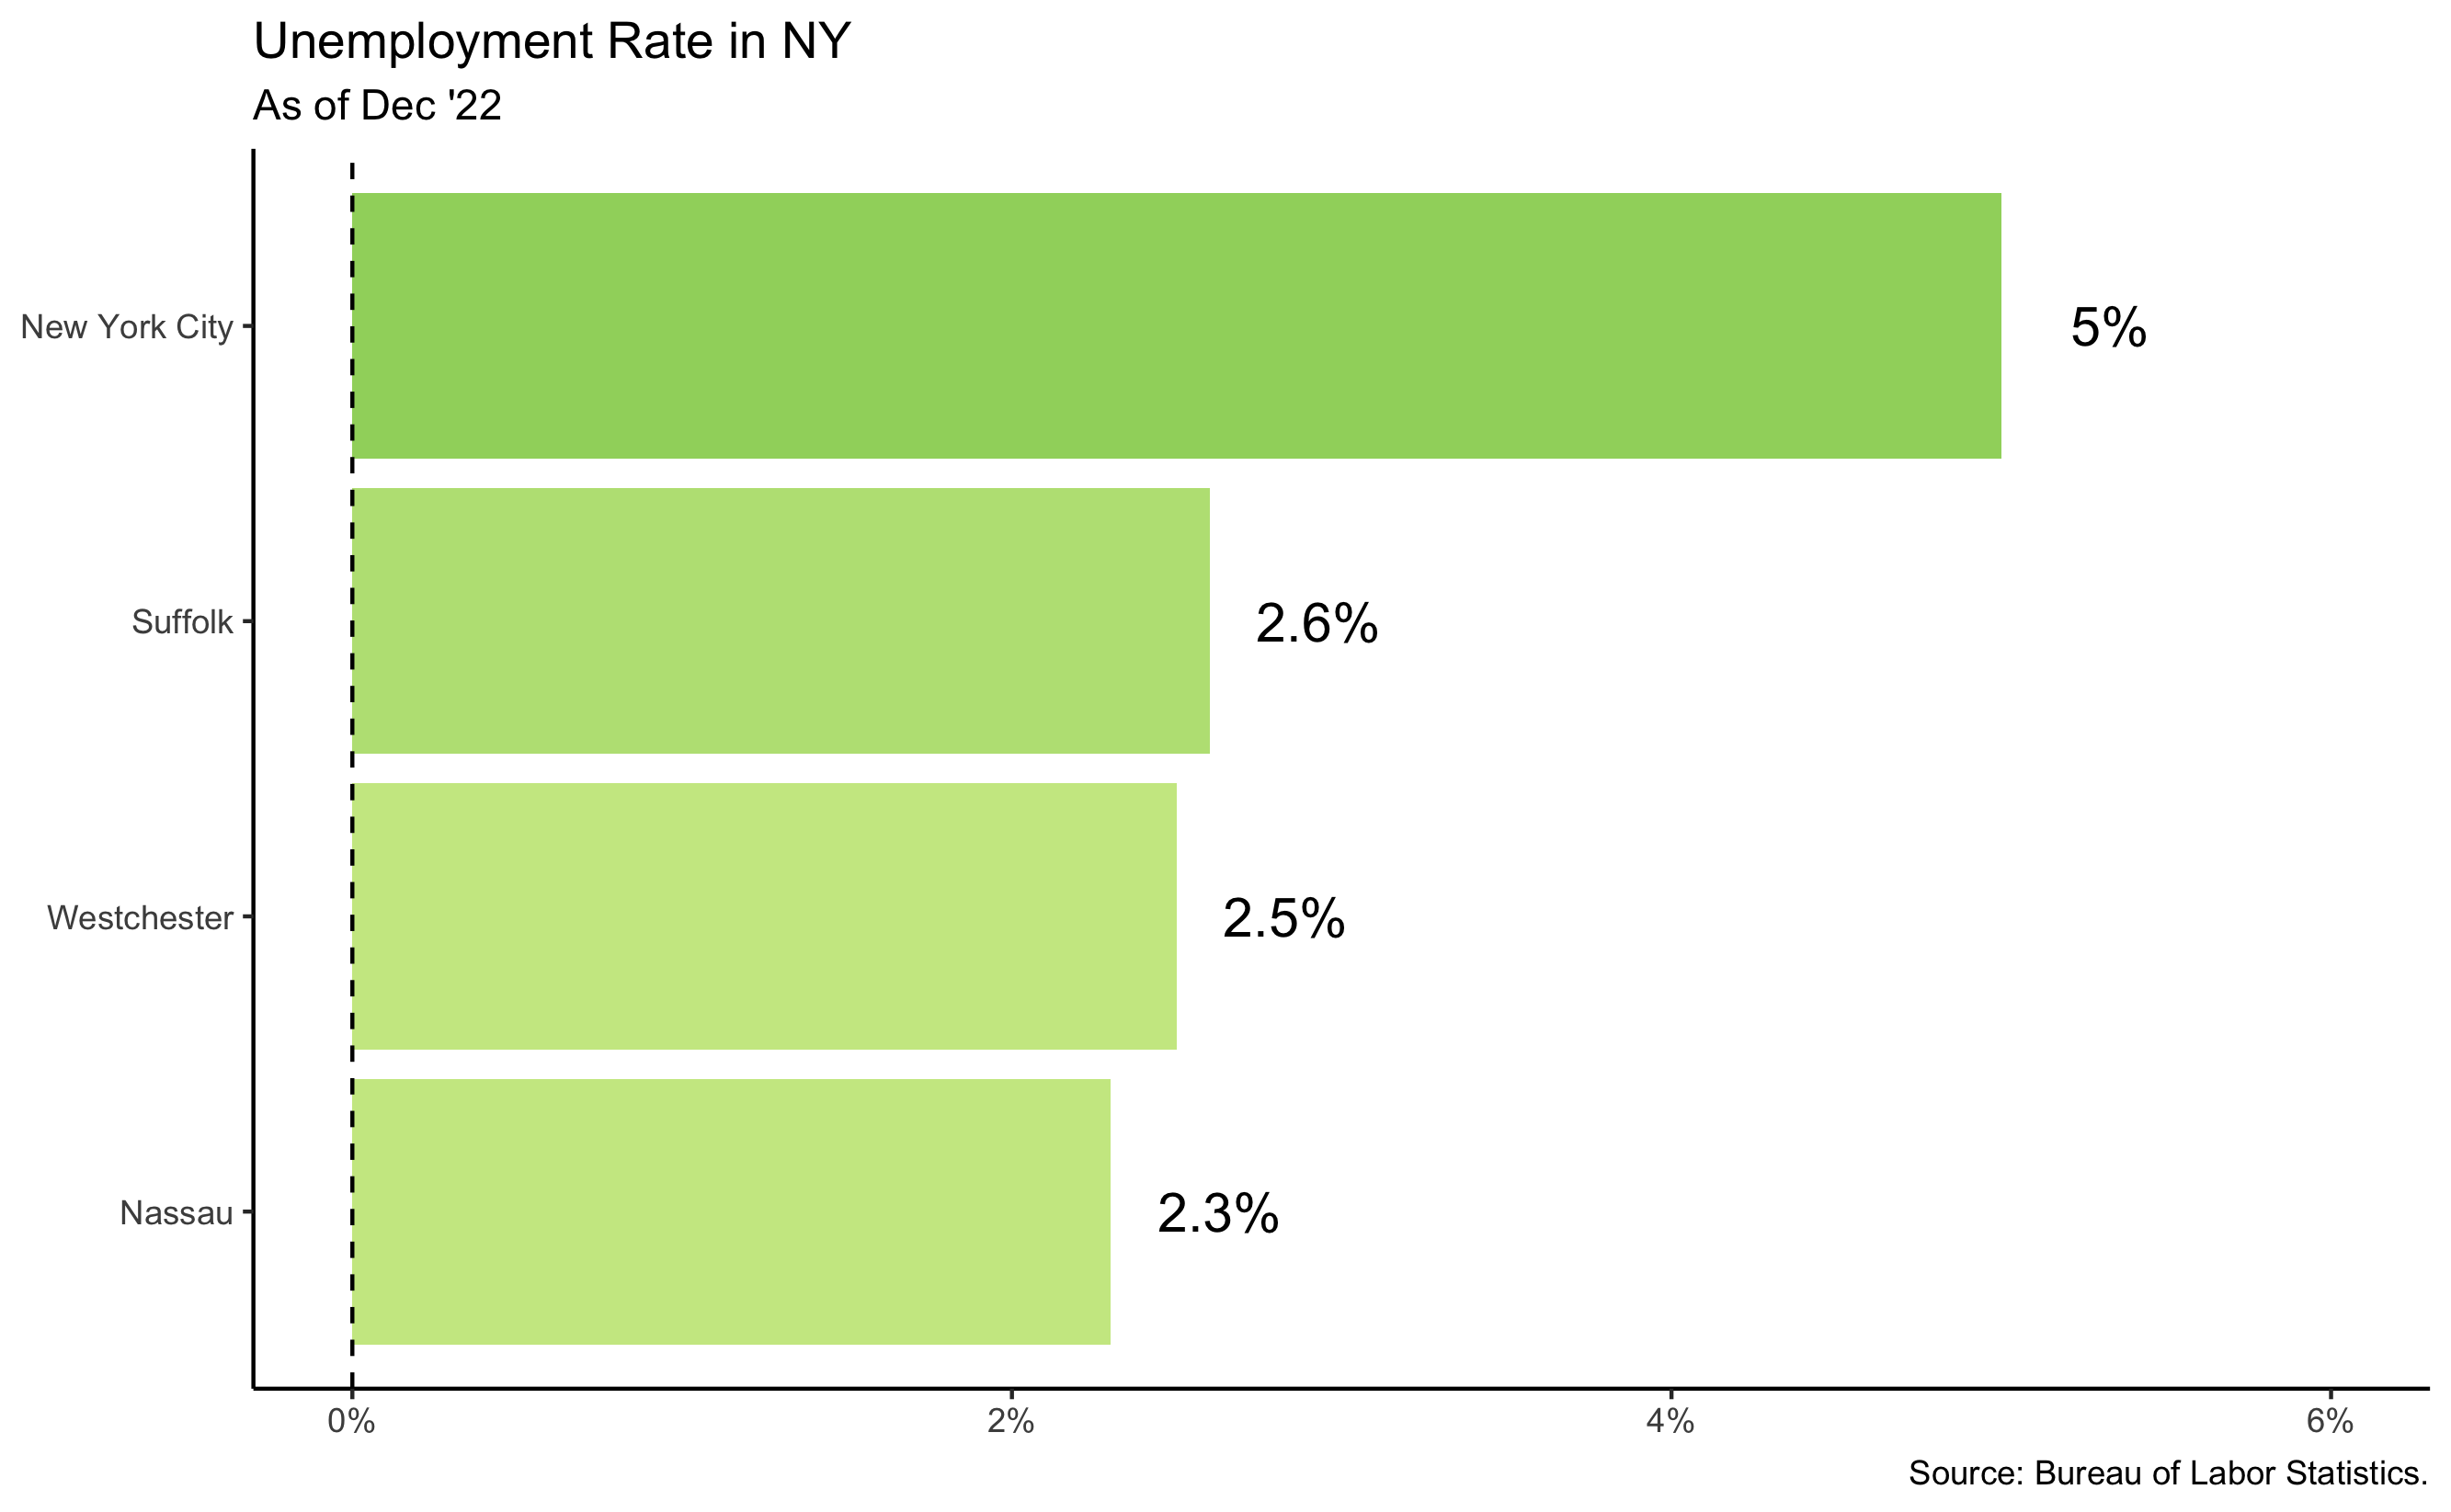 Unemployment Rate in NY
As of Dec '22
New York City
5%
Suffolk
2.6%
Westchester
2.5%
Nassau
2.3%
0% 2% 4% 6%
Source: Bureau of Labor Statistics.